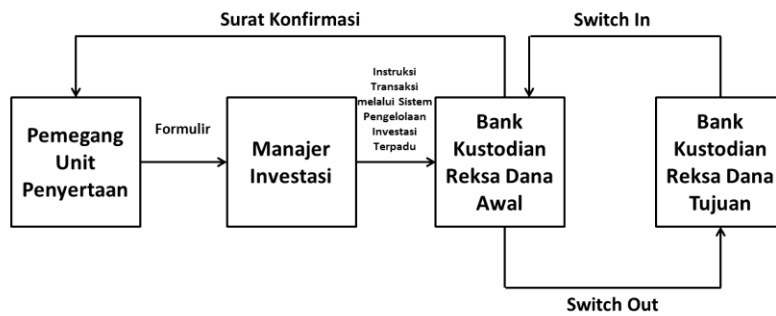 Surat Konfirmasi
Switch In
Pemegang
Unit
Penyertaan
Formulir
Manajer
Investasi
Instruksi
Transaksi
melalui Sistem
Pengelolaan
Investasi
Terpadu
Bank
Kustodian
Reksa Dana
Awal
Bank
Kustodian
Reksa Dana
Tujuan
Switch Out